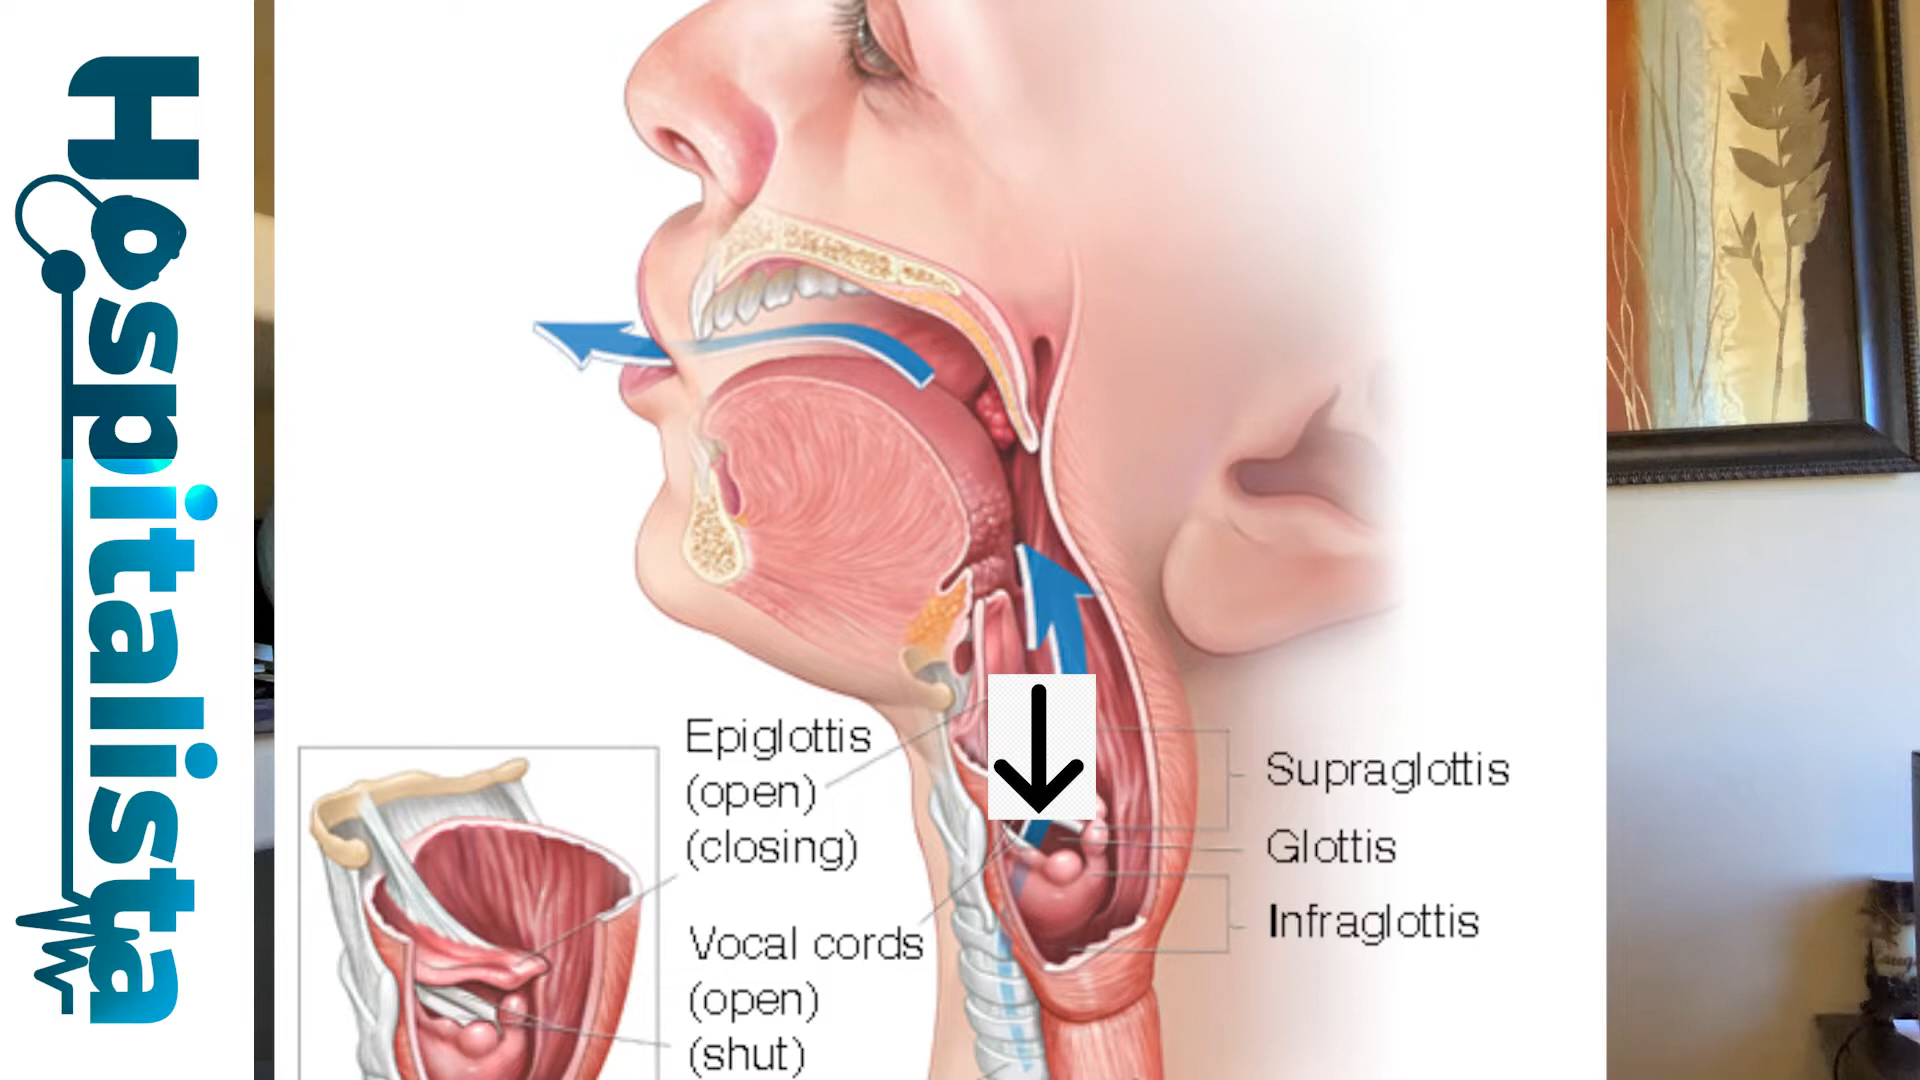 Hospitalista
Epiglottis
(open)
(closing)
Vocal cords
(open)
(shut)
Supraglottis
Glottis
Infraglottis